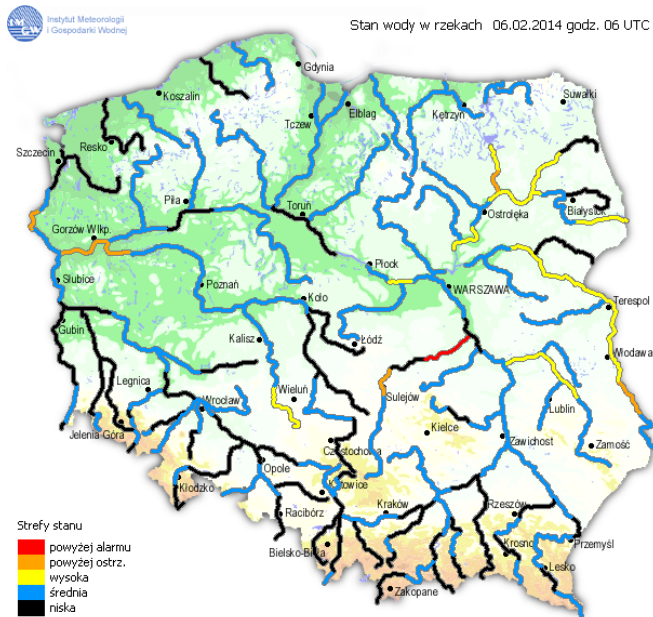 Instytut Meteorologii
i Gospodarki Wodnej
IMGW
Stan wody w rzekach 06.02.2014 godz. 06 UTC
Gdynia
Koszalin
Suwałki
Tczew
Elbląg
Kętrzyn
Resko
Szczecin
Piła
Toruń
Ostrołęka
Białystok
Gorzów Wlkp.
Płock
Słubice
Poznań
WARSZAWA
Koło
Terespol
Gubin
Kalisz
Łódź
Włodawa
Legnica
Wieluń
Sulejów
Wrocław
Lublin
Jelenia Góra
Kielce
Zawichost
Zamość
Częstochowa
Opole
Kłodzko
Katowice
Racibórz
Kraków
Rzeszów
Przemyśl
Krosno
Bielsko-Biała
Lesko
Zakopane
Strefy stanu
powyżej alarmu
powyżej ostrz.
wysoka
średnia
niska